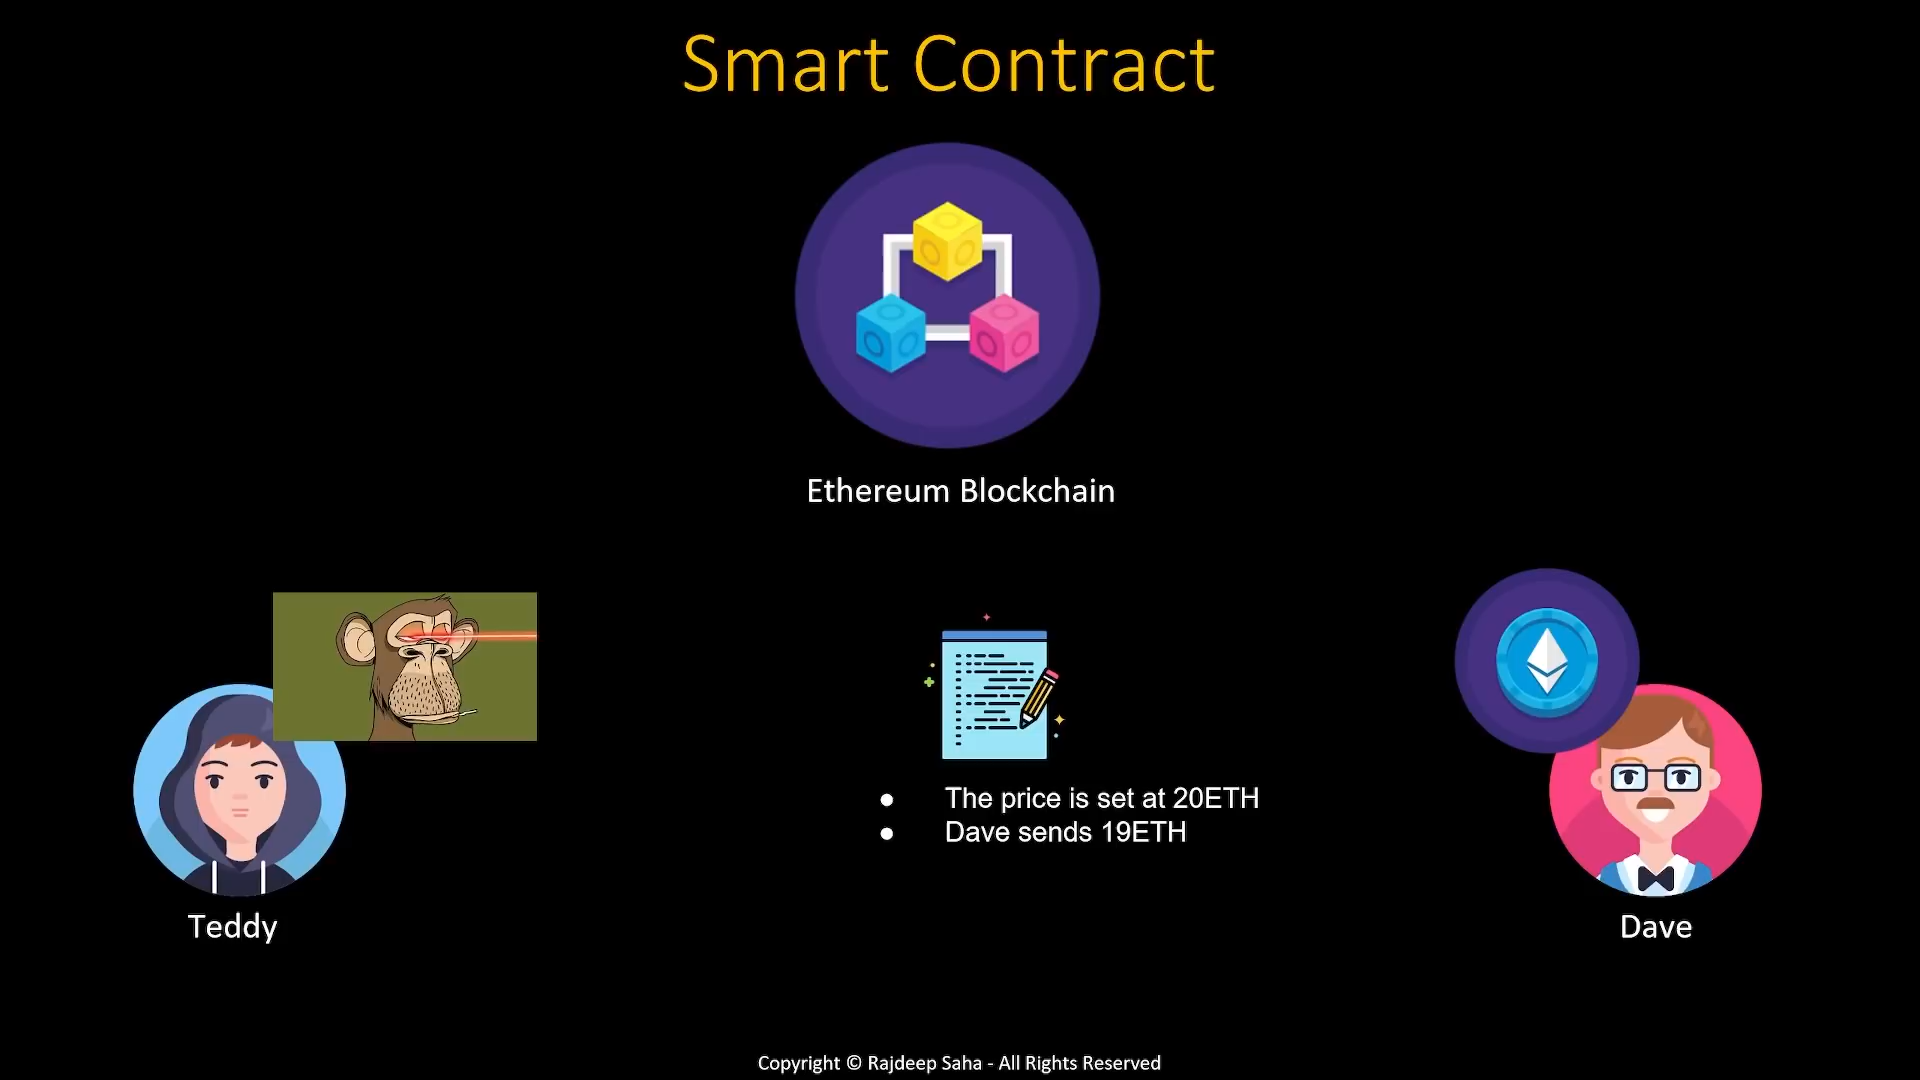 Smart Contract
Ethereum Blockchain
● The price is set at 20ETH
● Dave sends 19ETH
Teddy
Dave
Copyright © Rajdeep Saha - All Rights Reserved